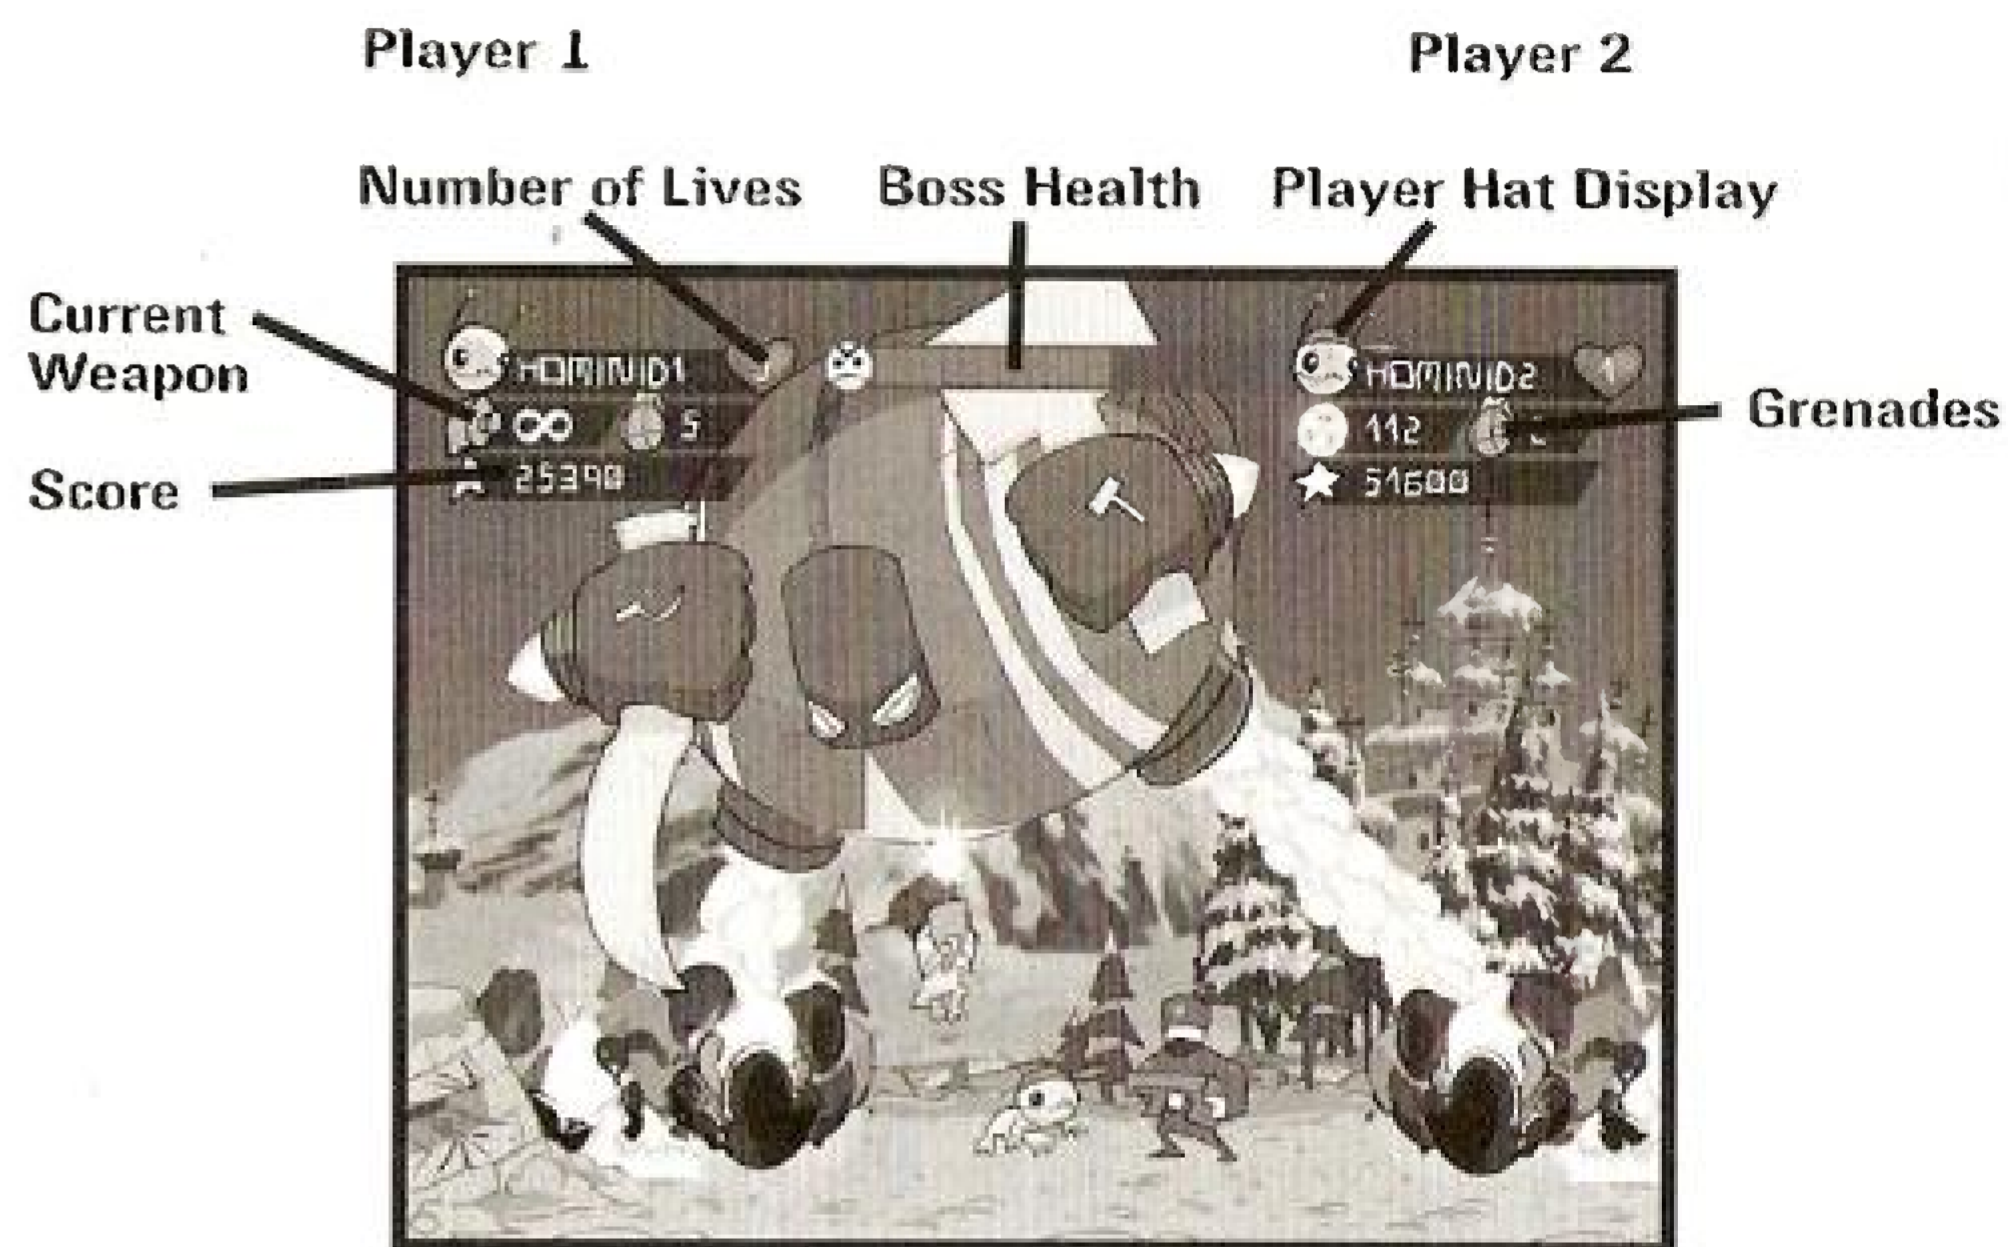 Player 1
Player 2
Number of Lives
Boss Health
Player Hat Display
Current
Weapon
HOMINID1
HOMINID2
1
∞ 5
112
Grenades
Score
25390
51600